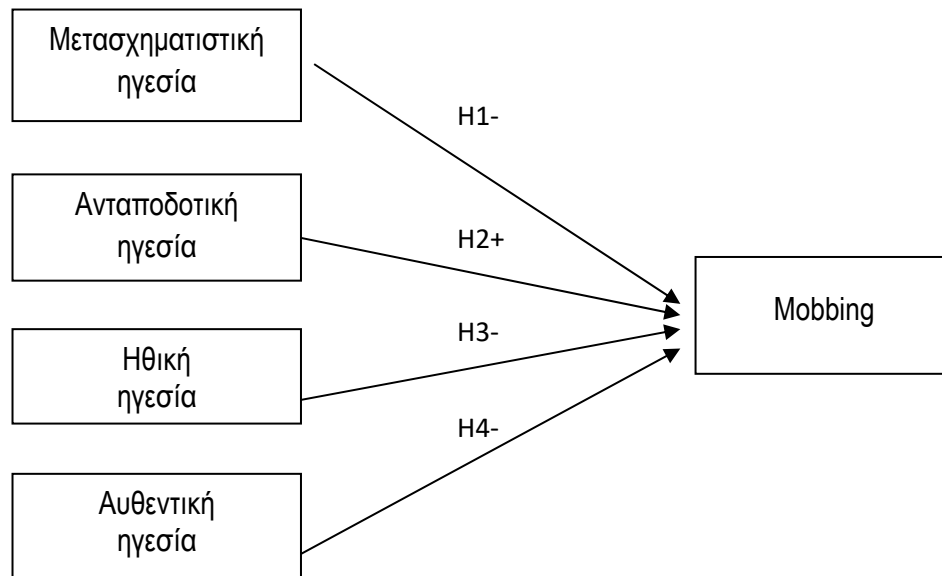 Μετασχηματιστική
ηγεσία
H1-
Ανταποδοτική
ηγεσία
H2+
Mobbing
H3-
Ηθική
ηγεσία
H4-
Αυθεντική
ηγεσία